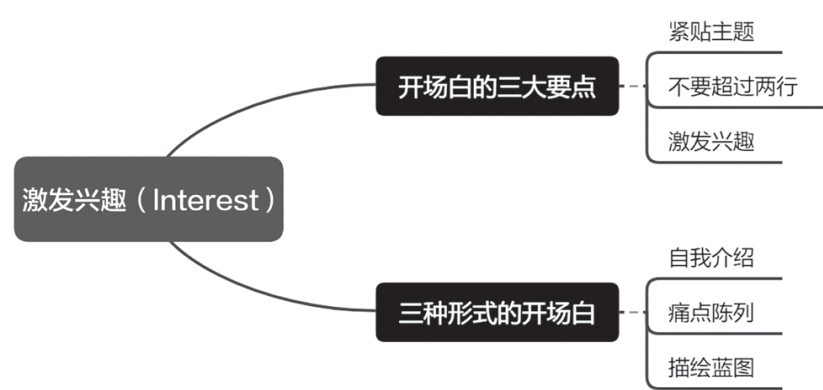 激发兴趣（Interest）
开场白的三大要点
紧贴主题
不要超过两行
激发兴趣
三种形式的开场白
自我介绍
痛点陈列
描绘蓝图